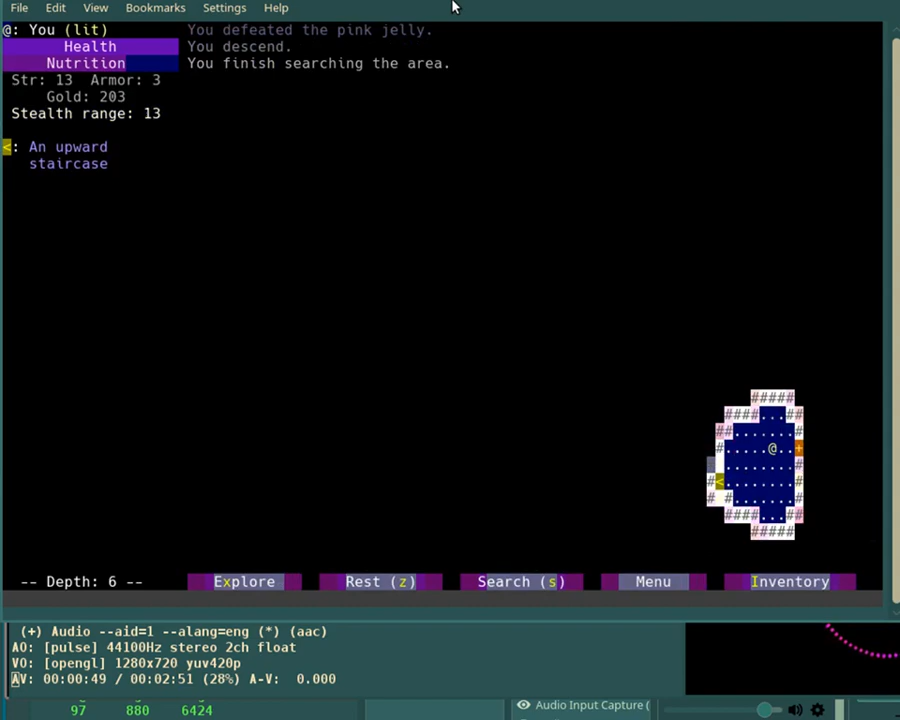 File Edit View Bookmarks Settings Help
@: You (lit) You defeated the pink jelly.
Health You descend.
Nutrition You finish searching the area.
Str: 13 Armor: 3
Gold: 203
Stealth range: 13
<: An upward
staircase
#####
####...##
##.......#
#.....@..+
#<........#
####...##
#####
-- Depth: 6 -- Explore Rest (z) Search (s) Menu Inventory
(+) Audio --aid=1 --alang=eng (*) (aac)
AO: [pulse] 44100Hz stereo 2ch float
VO: [opengl] 1280x720 yuv420p
AV: 00:00:49 / 00:02:51 (28%) A-V: 0.000
97 880 6424 Audio Input Capture (